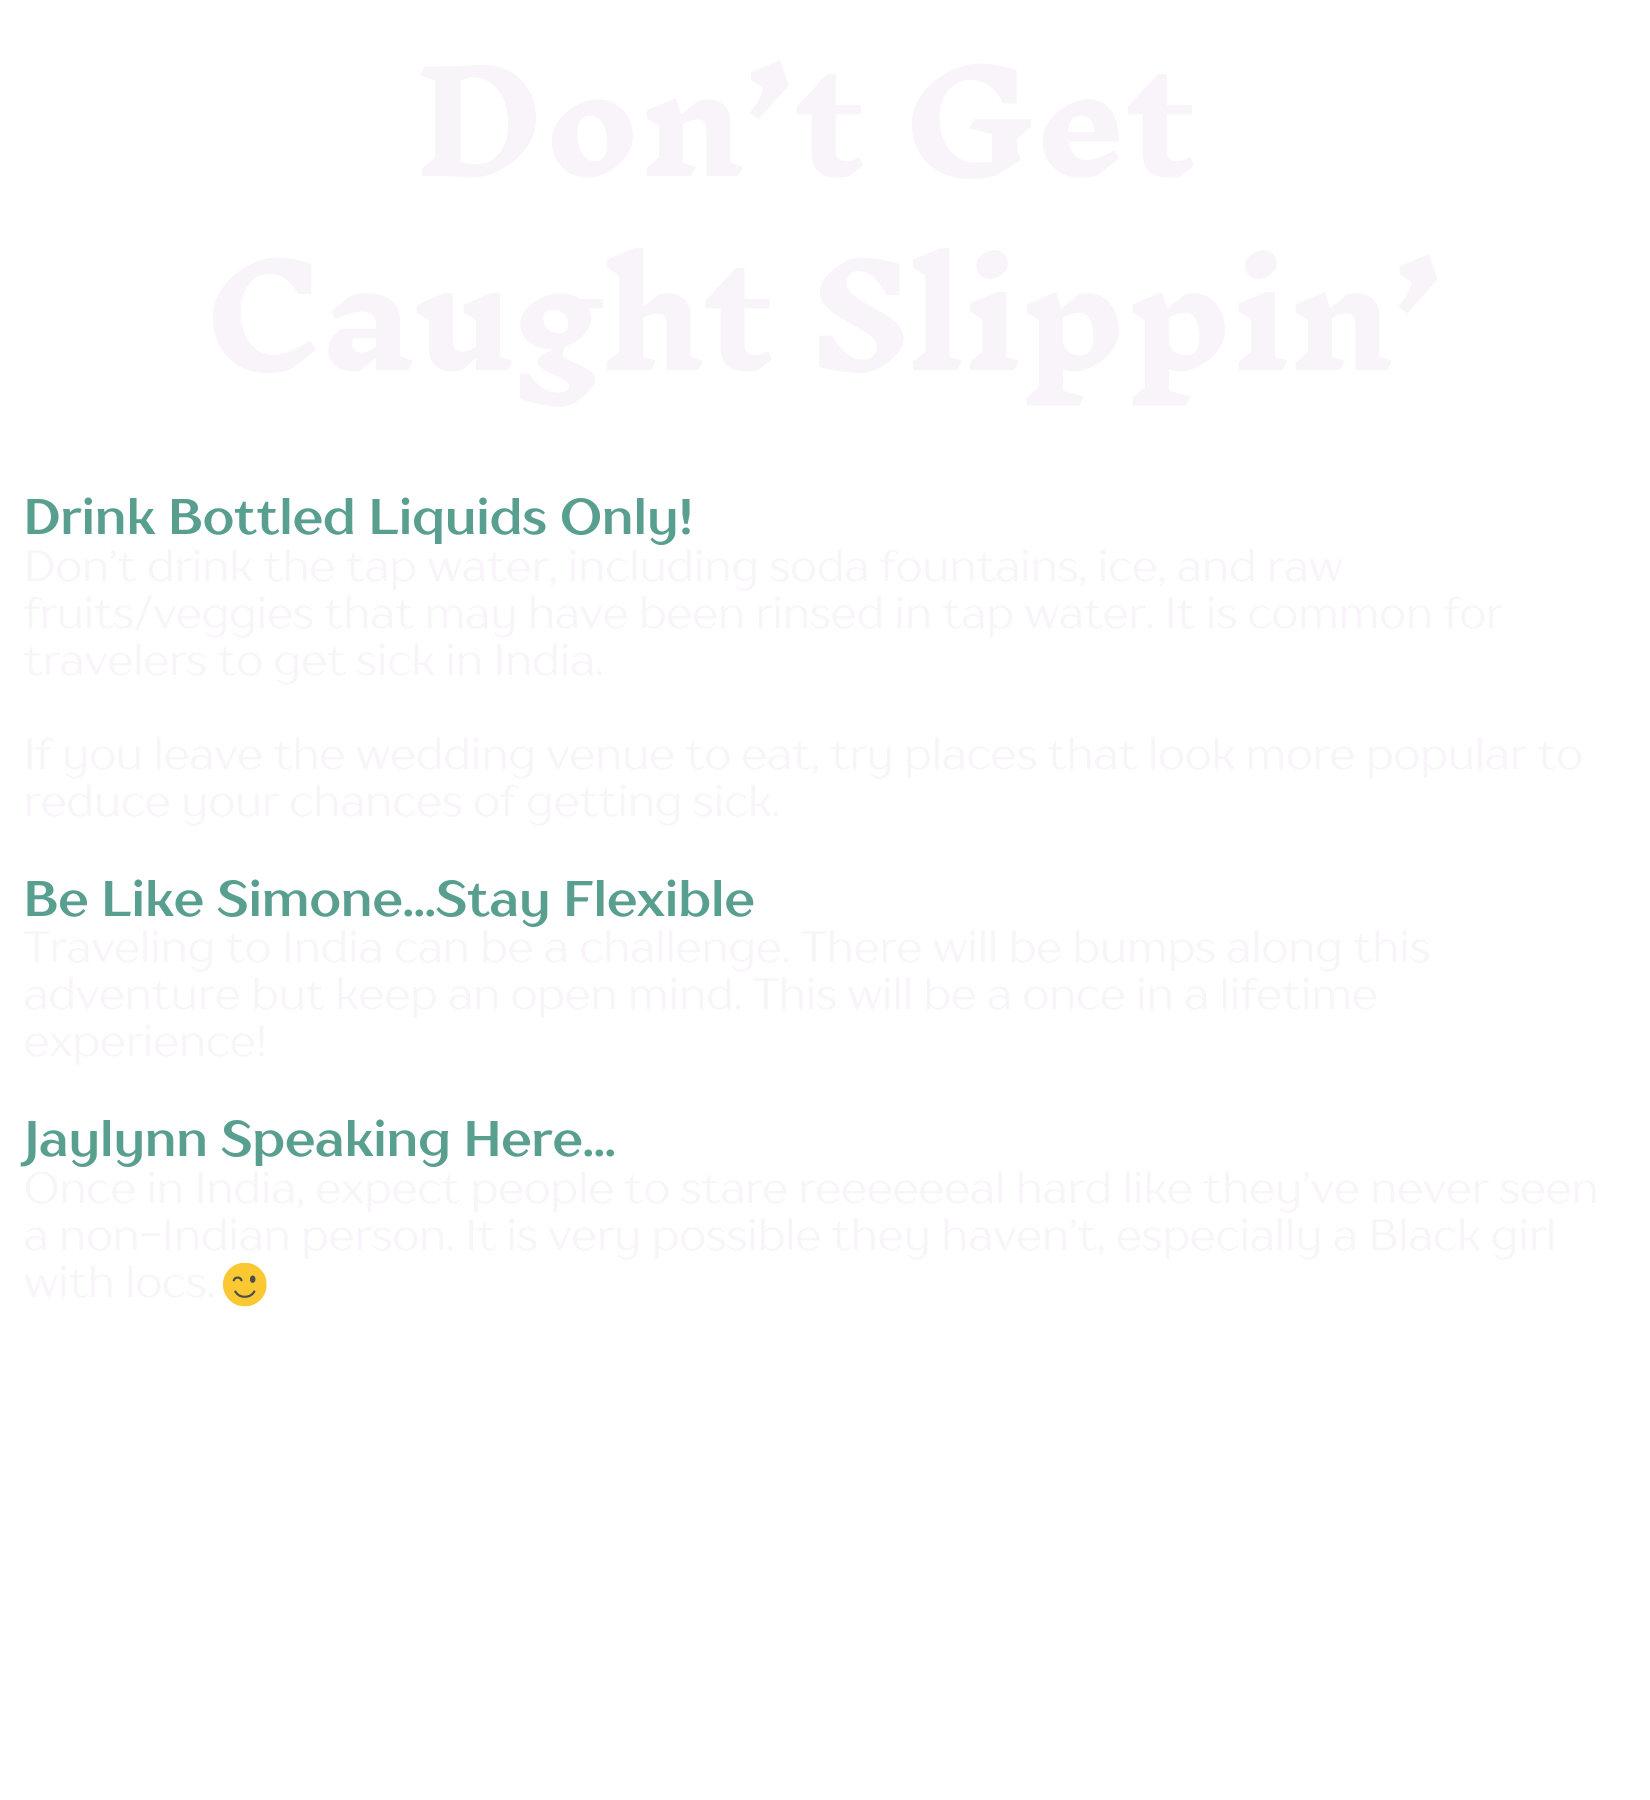 Don’t Get
Caught Slippin’
Drink Bottled Liquids Only!
Don’t drink the tap water, including soda fountains, ice, and raw
fruits/veggies that may have been rinsed in tap water. It is common for
travelers to get sick in India.
If you leave the wedding venue to eat, try places that look more popular to
reduce your chances of getting sick.
Be Like Simone...Stay Flexible
Traveling to India can be a challenge. There will be bumps along this
adventure but keep an open mind. This will be a once in a lifetime
experience!
Jaylynn Speaking Here...
Once in India, expect people to stare reeeeeeal hard like they’ve never seen
a non-Indian person. It is very possible they haven’t, especially a Black girl
with locs. 😉